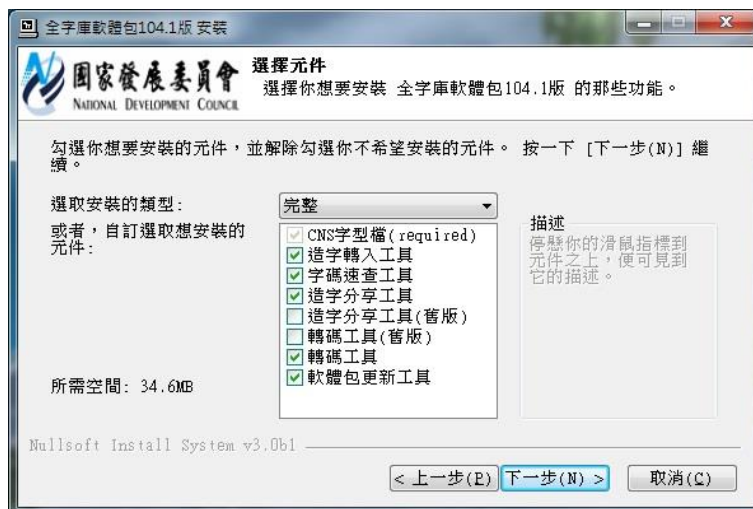 全字庫軟體包104.1版 安裝
國家發展委員會
NATIONAL DEVELOPMENT COUNCIL
選擇元件
選擇你想要安裝 全字庫軟體包104.1版 的那些功能。
勾選你想要安裝的元件，並解除勾選你不希望安裝的元件。 按一下 [下一步(N)] 繼
續。
選取安裝的類型:
完整
或者，自訂選取想安裝的
元件:
CNS字型檔(required)
造字轉入工具
字碼速查工具
造字分享工具
造字分享工具(舊版)
轉碼工具(舊版)
轉碼工具
軟體包更新工具
描述
停懸你的滑鼠指標到
元件之上，便可見到
它的描述。
所需空間: 34.6MB
Nullsoft Install System v3.0b1
< 上一步(P)
下一步(N) >
取消(C)